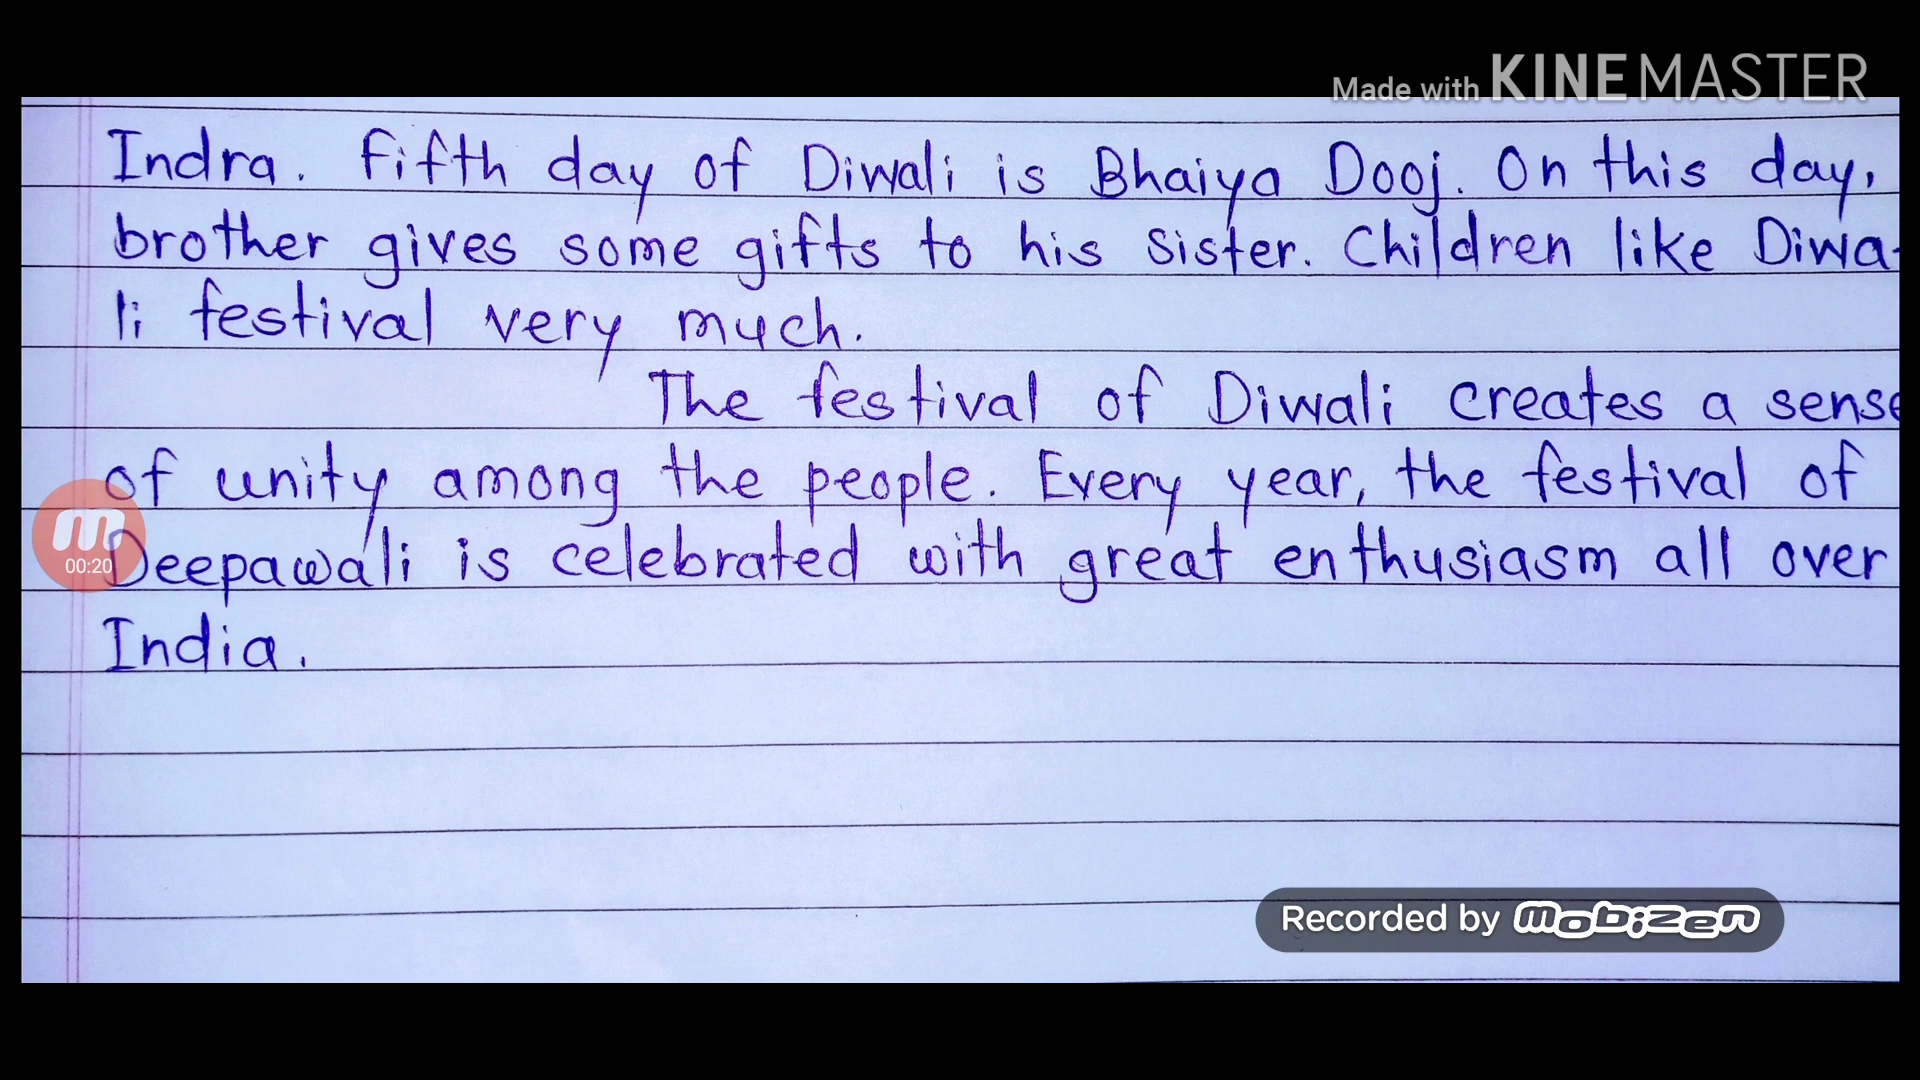 Made with KINEMASTER
Indra. Fifth day of Diwali is Bhaiya Dooj. On this day,
brother gives some gifts to his sister. Children like Diwa-
li festival very much.
The festival of Diwali creates a sense
of unity among the people. Every year, the festival of
Deepawali is celebrated with great enthusiasm all over
00:20
India.
Recorded by mobizen